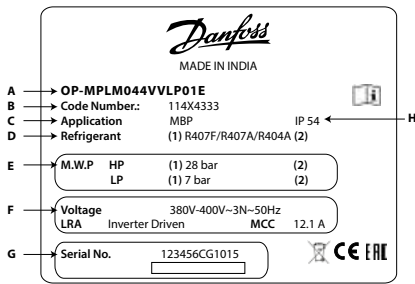 Danfoss
MADE IN INDIA
A OP-MPLM044VVLP01E
B Code Number.: 114X4333
C Application MBP IP 54 H
D Refrigerant (1) R407F/R407A/R404A (2)
E M.W.P HP (1) 28 bar (2)
LP (1) 7 bar (2)
F Voltage 380V-400V~3N~50Hz
LRA Inverter Driven MCC 12.1 A
G Serial No. 123456CG1015
CE EAC